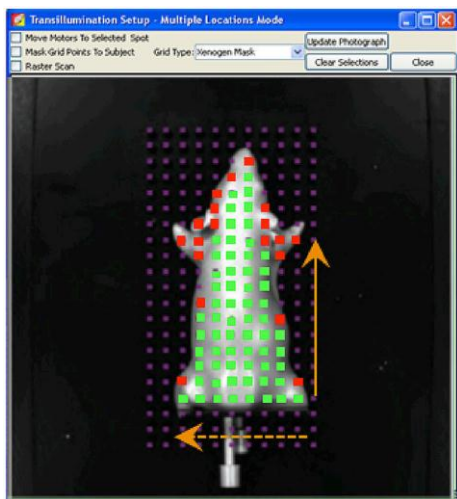 Transillumination Setup - Multiple Locations Mode
Move Motors To Selected Spot
Update Photograph
Mask Grid Points To Subject Grid Type: Xenogen Mask
Clear Selections Close
Raster Scan